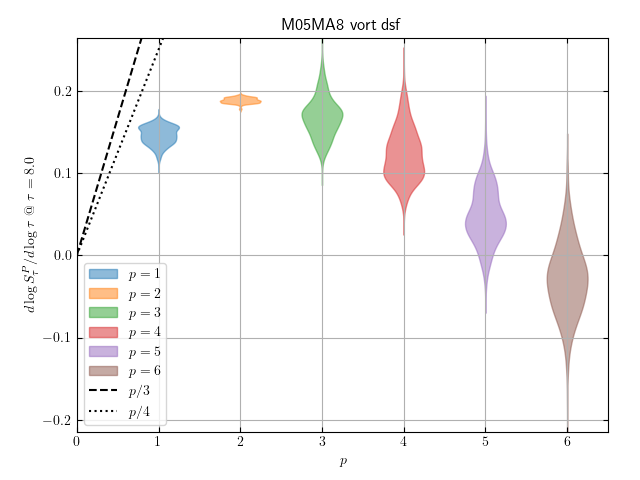 M05MA8 vort dsf
d log S_τ^P / d log τ @ τ = 8.0
0.2
0.1
0.0
−0.1
−0.2
p = 1
p = 2
p = 3
p = 4
p = 5
p = 6
p/3
p/4
0 1 2 3 4 5 6
p